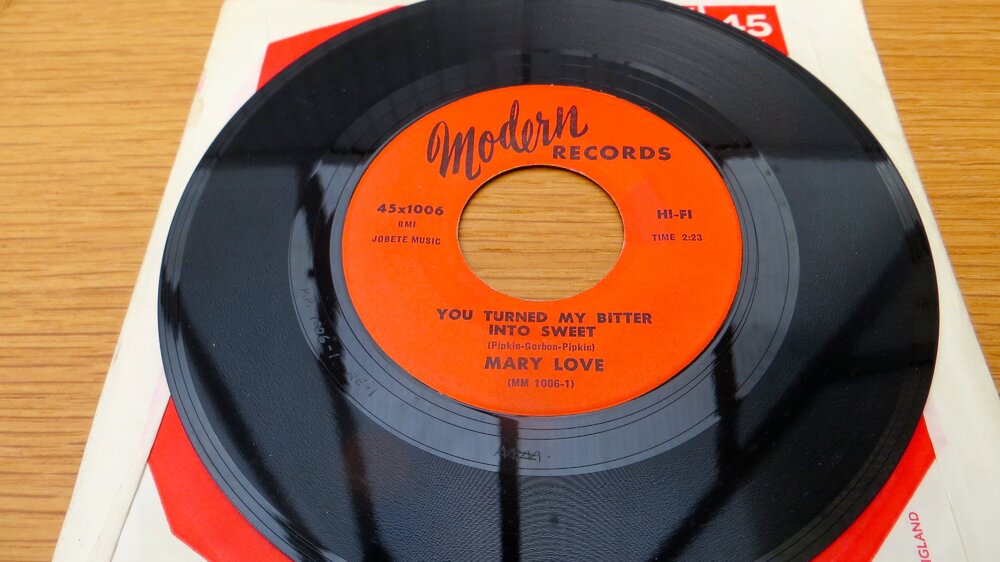 45
Modern
RECORDS
45x1006
BMI
JOBETE MUSIC
HI-FI
TIME 2:23
YOU TURNED MY BITTER
INTO SWEET
(Pipkin-Gorbon-Pipkin)
MARY LOVE
(MM 1006-1)